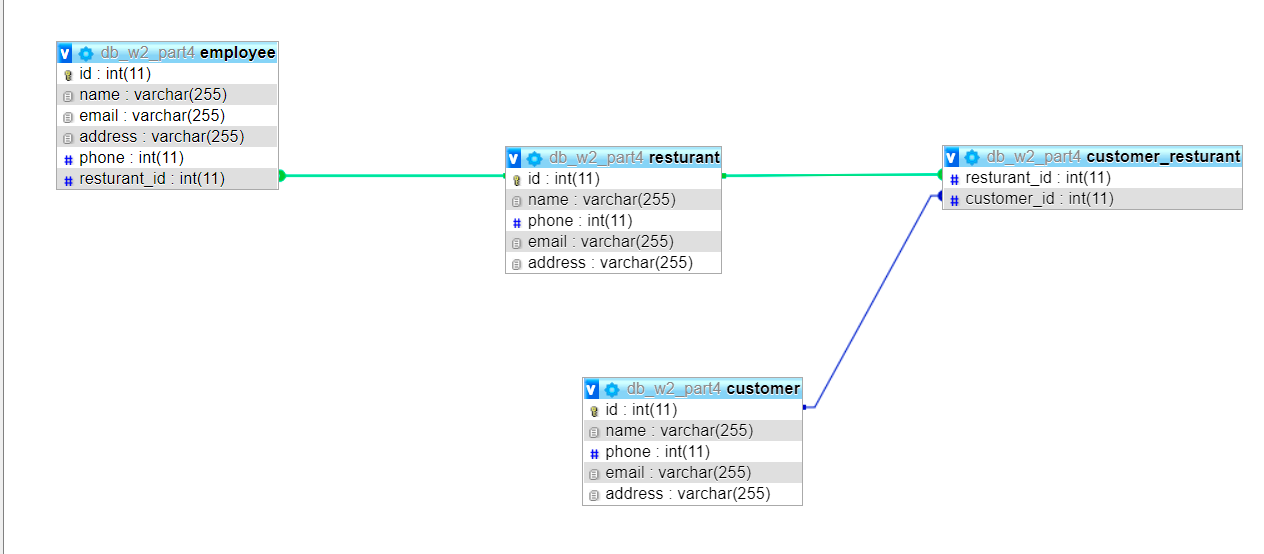 v db_w2_part4 employee
id : int(11)
name : varchar(255)
email : varchar(255)
address : varchar(255)
# phone : int(11)
# resturant_id : int(11)
v db_w2_part4 resturant
id : int(11)
name : varchar(255)
# phone : int(11)
email : varchar(255)
address : varchar(255)
v db_w2_part4 customer_resturant
# resturant_id : int(11)
# customer_id : int(11)
v db_w2_part4 customer
id : int(11)
name : varchar(255)
# phone : int(11)
email : varchar(255)
address : varchar(255)